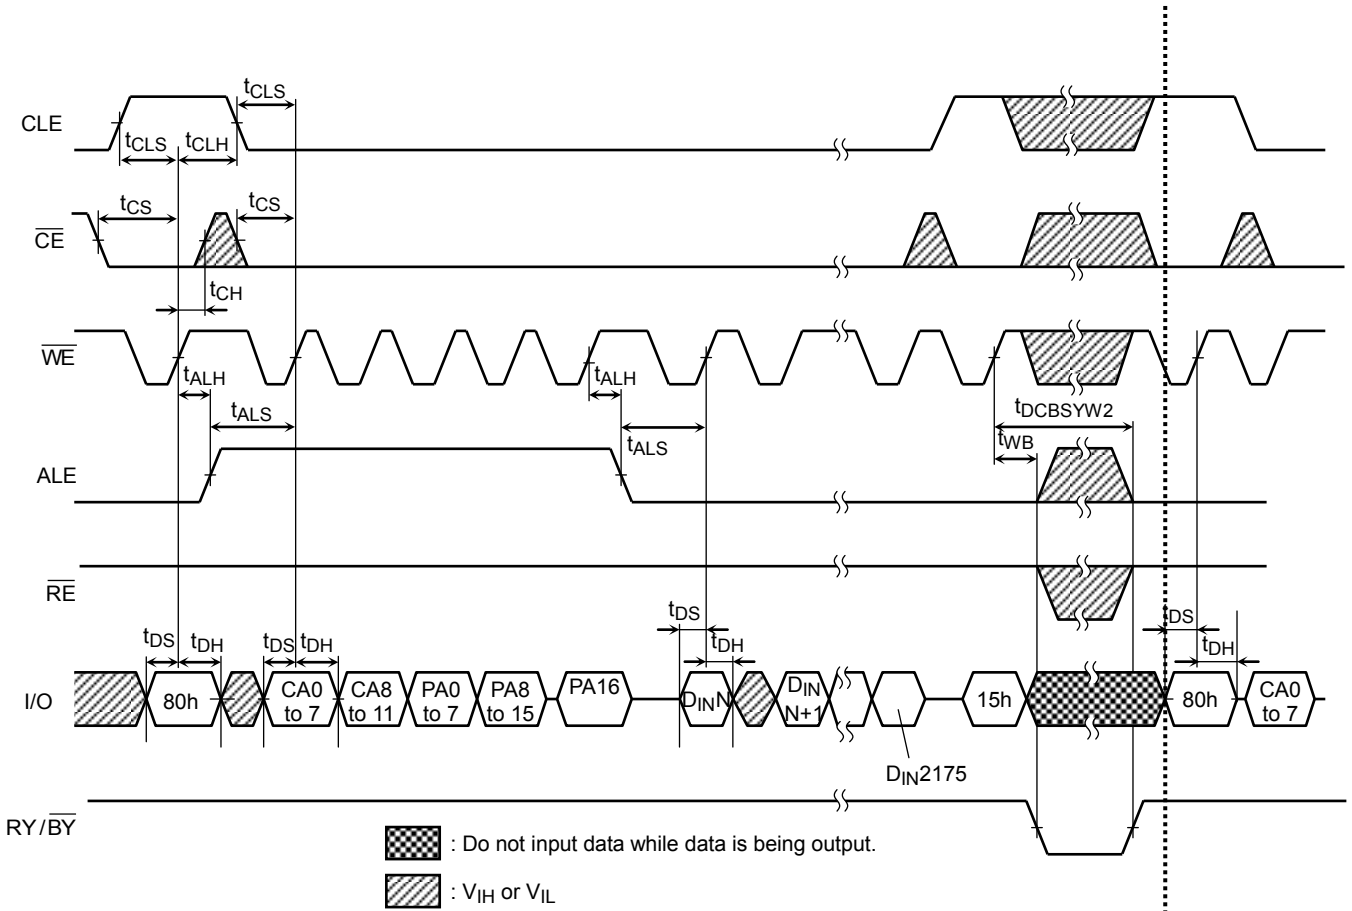 tCLS
CLE
tCLS tCLH
tCS tCS
CE
tCH
WE
tALH tALH
tALS tDCBSYW2
tALS tWB
ALE
RE
tDS tDS
tDS tDH tDS tDH tDH tDH
I/O
80h
CA0 to 7
CA8 to 11
PA0 to 7
PA8 to 15
PA16
DINN
DIN N+1
15h
80h
CA0 to 7
DIN2175
RY/BY
: Do not input data while data is being output.
: VIH or VIL